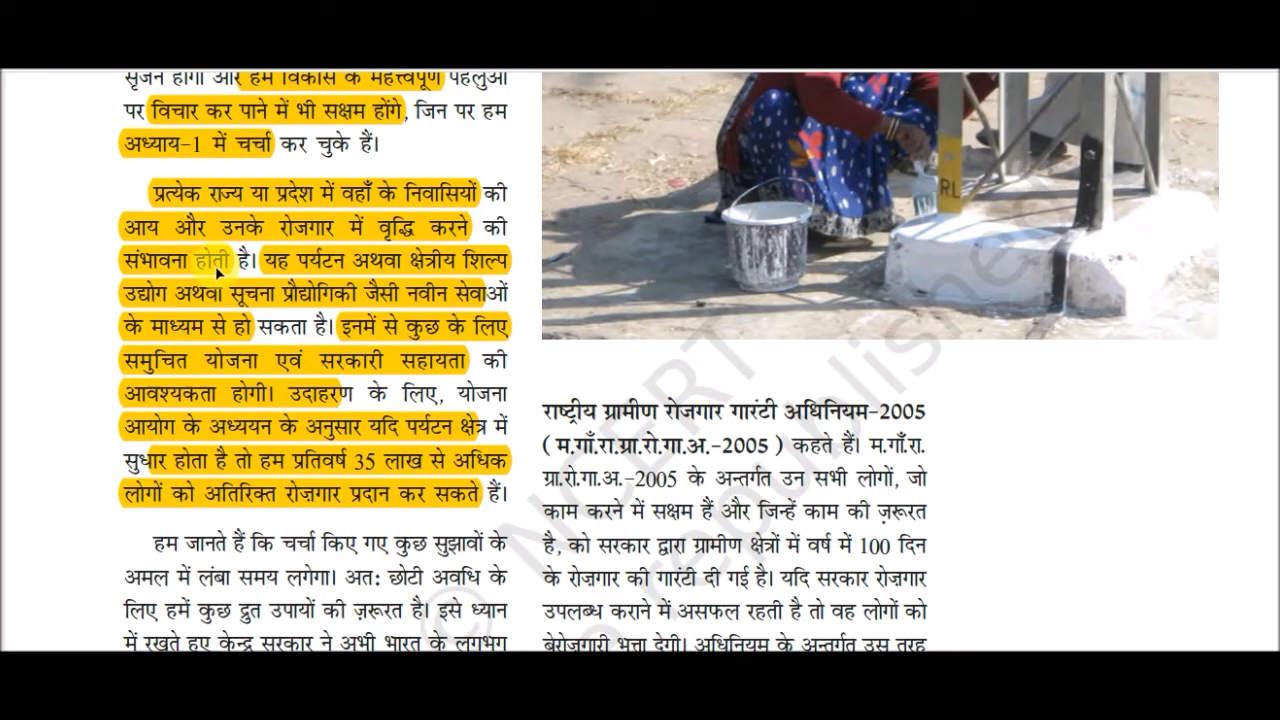 सृजन होगा और हम विकास के महत्त्वपूर्ण पहलुओं
पर विचार कर पाने में भी सक्षम होंगे, जिन पर हम
अध्याय-1 में चर्चा कर चुके हैं।
प्रत्येक राज्य या प्रदेश में वहाँ के निवासियों की
आय और उनके रोजगार में वृद्धि करने की
संभावना होती है। यह पर्यटन अथवा क्षेत्रीय शिल्प
उद्योग अथवा सूचना प्रौद्योगिकी जैसी नवीन सेवाओं
के माध्यम से हो सकता है। इनमें से कुछ के लिए
समुचित योजना एवं सरकारी सहायता की
आवश्यकता होगी। उदाहरण के लिए, योजना
आयोग के अध्ययन के अनुसार यदि पर्यटन क्षेत्र में
सुधार होता है तो हम प्रतिवर्ष 35 लाख से अधिक
लोगों को अतिरिक्त रोज़गार प्रदान कर सकते हैं।
हम जानते हैं कि चर्चा किए गए कुछ सुझावों के
अमल में लंबा समय लगेगा। अतः छोटी अवधि के
लिए हमें कुछ द्रुत उपायों की ज़रूरत है। इसे ध्यान
में रखते हुए केन्द्र सरकार ने अभी भारत के लगभग
RL
राष्ट्रीय ग्रामीण रोजगार गारंटी अधिनियम-2005
(म.गाँ.रा.ग्रा.रो.गा.अ.-2005) कहते हैं। म.गाँ.रा.
ग्रा.रो.गा.अ.-2005 के अन्तर्गत उन सभी लोगों, जो
काम करने में सक्षम हैं और जिन्हें काम की ज़रूरत
है, को सरकार द्वारा ग्रामीण क्षेत्रों में वर्ष में 100 दिन
के रोज़गार की गारंटी दी गई है। यदि सरकार रोज़गार
उपलब्ध कराने में असफल रहती है तो वह लोगों को
बेरोज़गारी भत्ता देगी। अधिनियम के अन्तर्गत उस तरह
© NCERT
republishe